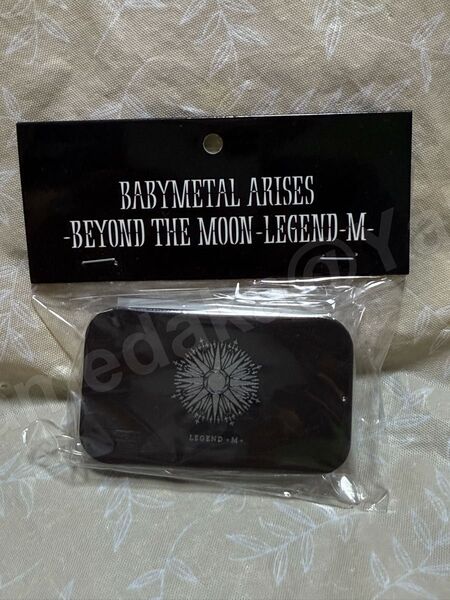 BABYMETAL ARISES
-BEYOND THE MOON-LEGEND-M-
LEGEND-M-